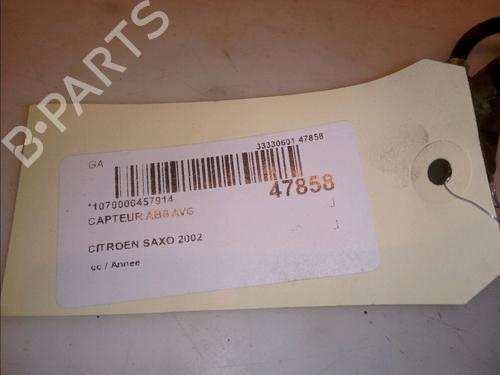 B-PARTS
GA
33330601 47858
*1070000457914
47858
CAPTEUR ABS AVG
CITROEN SAXO 2002
cc / Annee